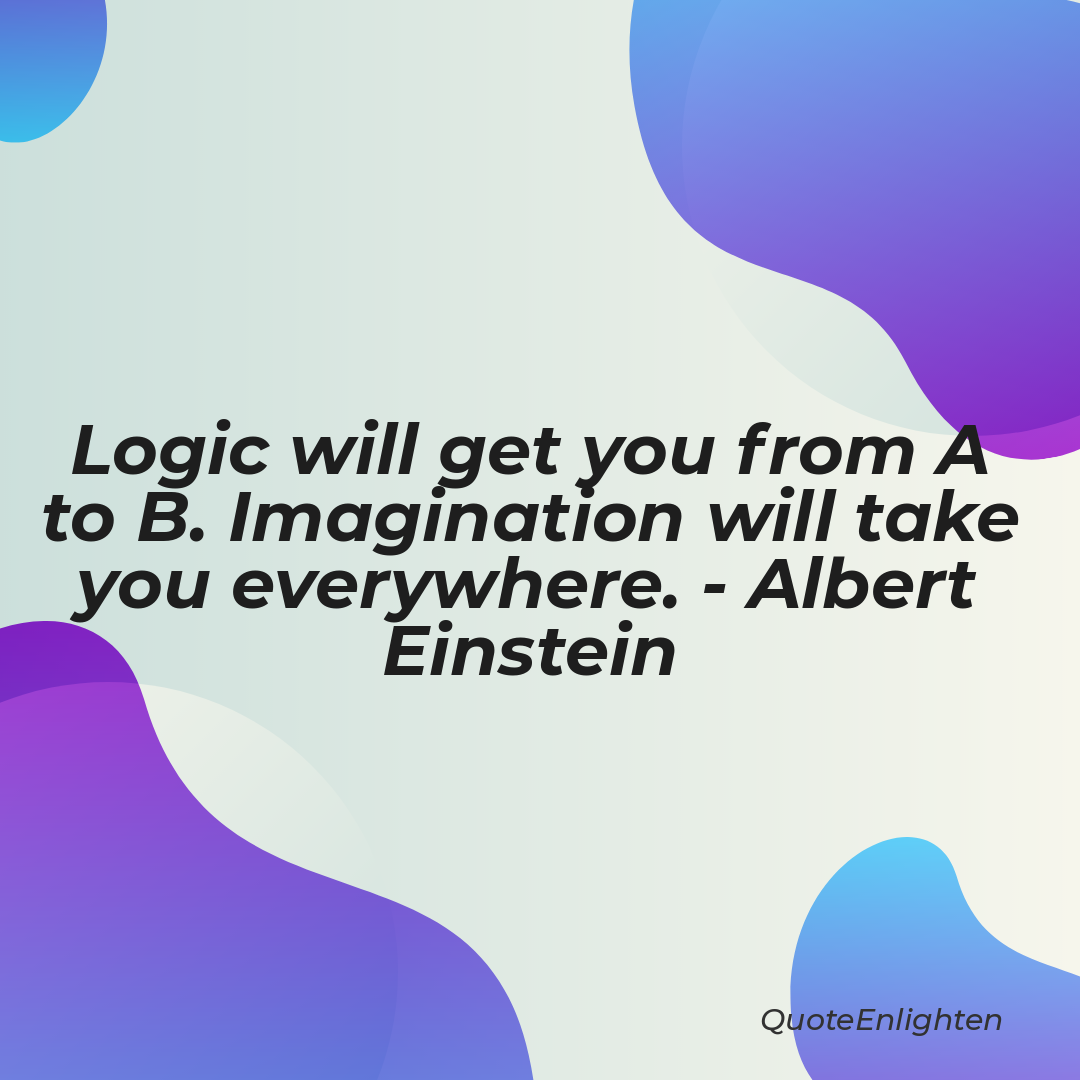 Logic will get you from A
to B. Imagination will take
you everywhere. - Albert
Einstein
QuoteEnlighten